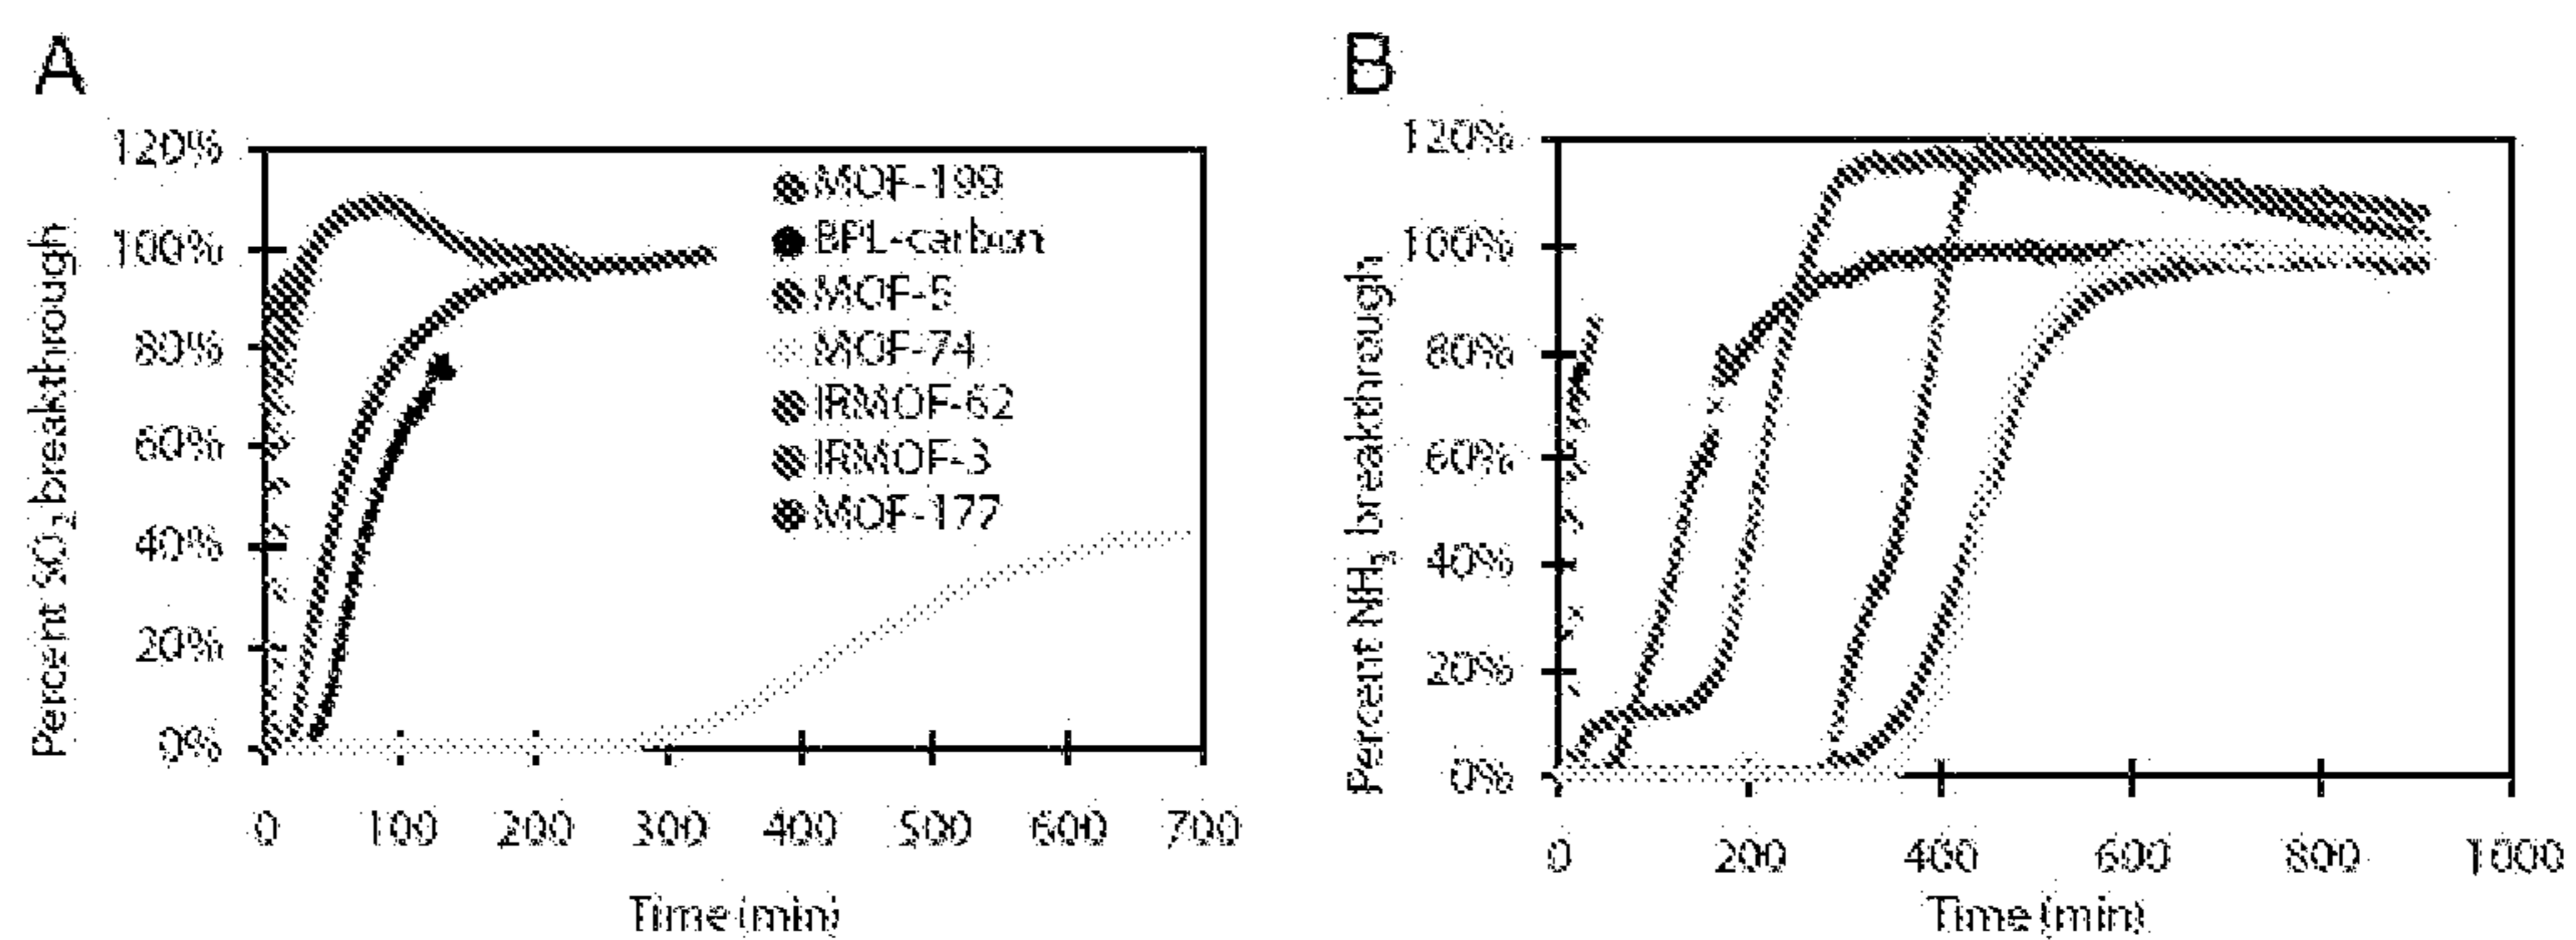 A
120%
100%
80%
60%
40%
20%
0%
Percent SO2 breakthrough
MOF-199
BPL-carbon
MOF-5
MOF-74
IRMOF-62
IRMOF-3
MOF-177
0 100 200 300 400 500 600 700
Time (min)
B
120%
100%
80%
60%
40%
20%
0%
Percent NH3 breakthrough
0 200 400 600 800 1000
Time (min)